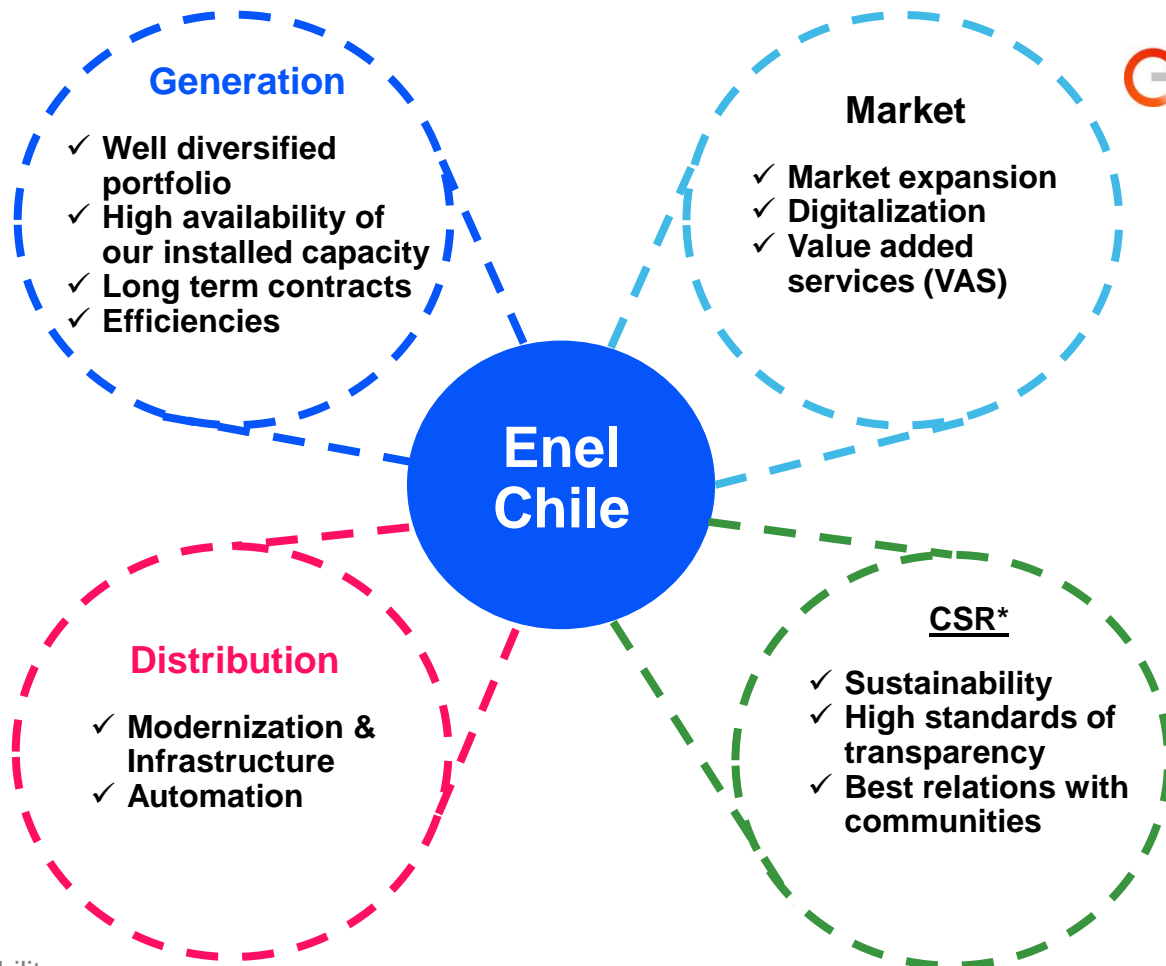 Generation
✓ Well diversified
portfolio
✓ High availability of
our installed capacity
✓ Long term contracts
✓ Efficiencies
Market
✓ Market expansion
✓ Digitalization
✓ Value added
services (VAS)
Enel
Chile
Distribution
✓ Modernization &
Infrastructure
✓ Automation
CSR*
✓ Sustainability
✓ High standards of
transparency
✓ Best relations with
communities